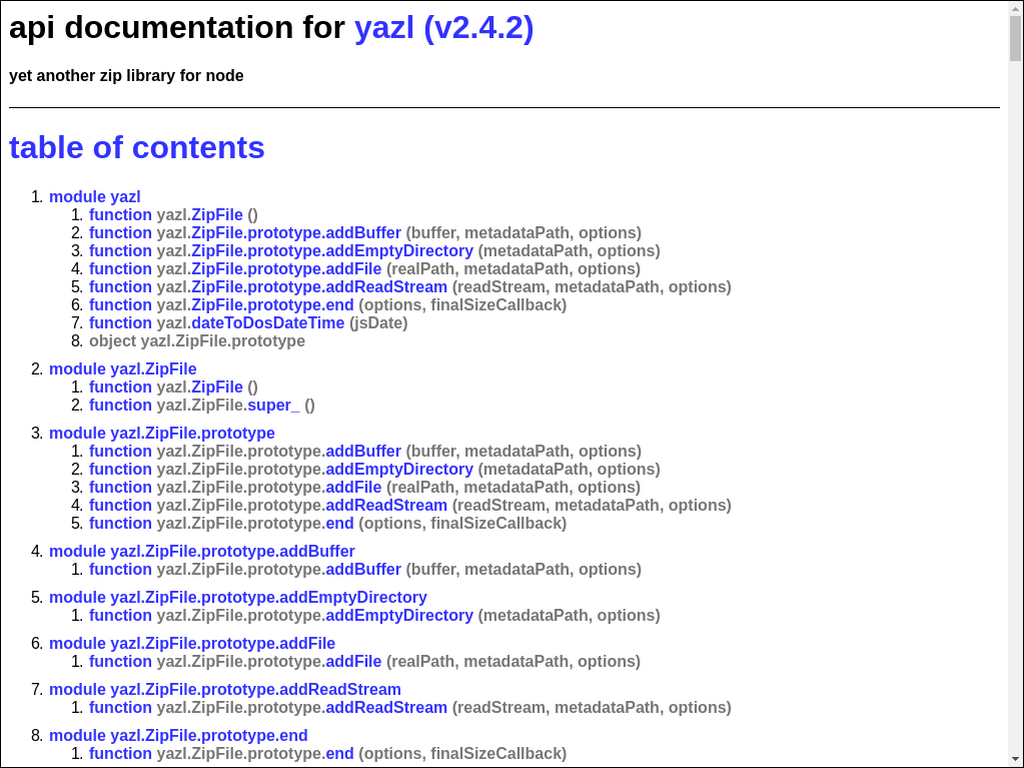 api documentation for yazl (v2.4.2)
yet another zip library for node
table of contents
1. module yazl
1. function yazl.ZipFile ()
2. function yazl.ZipFile.prototype.addBuffer (buffer, metadataPath, options)
3. function yazl.ZipFile.prototype.addEmptyDirectory (metadataPath, options)
4. function yazl.ZipFile.prototype.addFile (realPath, metadataPath, options)
5. function yazl.ZipFile.prototype.addReadStream (readStream, metadataPath, options)
6. function yazl.ZipFile.prototype.end (options, finalSizeCallback)
7. function yazl.dateToDosDateTime (jsDate)
8. object yazl.ZipFile.prototype
2. module yazl.ZipFile
1. function yazl.ZipFile ()
2. function yazl.ZipFile.super_ ()
3. module yazl.ZipFile.prototype
1. function yazl.ZipFile.prototype.addBuffer (buffer, metadataPath, options)
2. function yazl.ZipFile.prototype.addEmptyDirectory (metadataPath, options)
3. function yazl.ZipFile.prototype.addFile (realPath, metadataPath, options)
4. function yazl.ZipFile.prototype.addReadStream (readStream, metadataPath, options)
5. function yazl.ZipFile.prototype.end (options, finalSizeCallback)
4. module yazl.ZipFile.prototype.addBuffer
1. function yazl.ZipFile.prototype.addBuffer (buffer, metadataPath, options)
5. module yazl.ZipFile.prototype.addEmptyDirectory
1. function yazl.ZipFile.prototype.addEmptyDirectory (metadataPath, options)
6. module yazl.ZipFile.prototype.addFile
1. function yazl.ZipFile.prototype.addFile (realPath, metadataPath, options)
7. module yazl.ZipFile.prototype.addReadStream
1. function yazl.ZipFile.prototype.addReadStream (readStream, metadataPath, options)
8. module yazl.ZipFile.prototype.end
1. function yazl.ZipFile.prototype.end (options, finalSizeCallback)